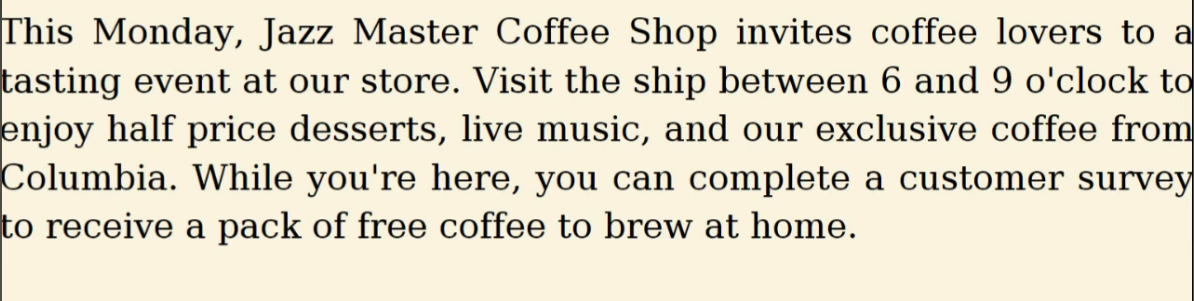 This Monday, Jazz Master Coffee Shop invites coffee lovers to a
tasting event at our store. Visit the ship between 6 and 9 o'clock to
enjoy half price desserts, live music, and our exclusive coffee from
Columbia. While you're here, you can complete a customer survey
to receive a pack of free coffee to brew at home.